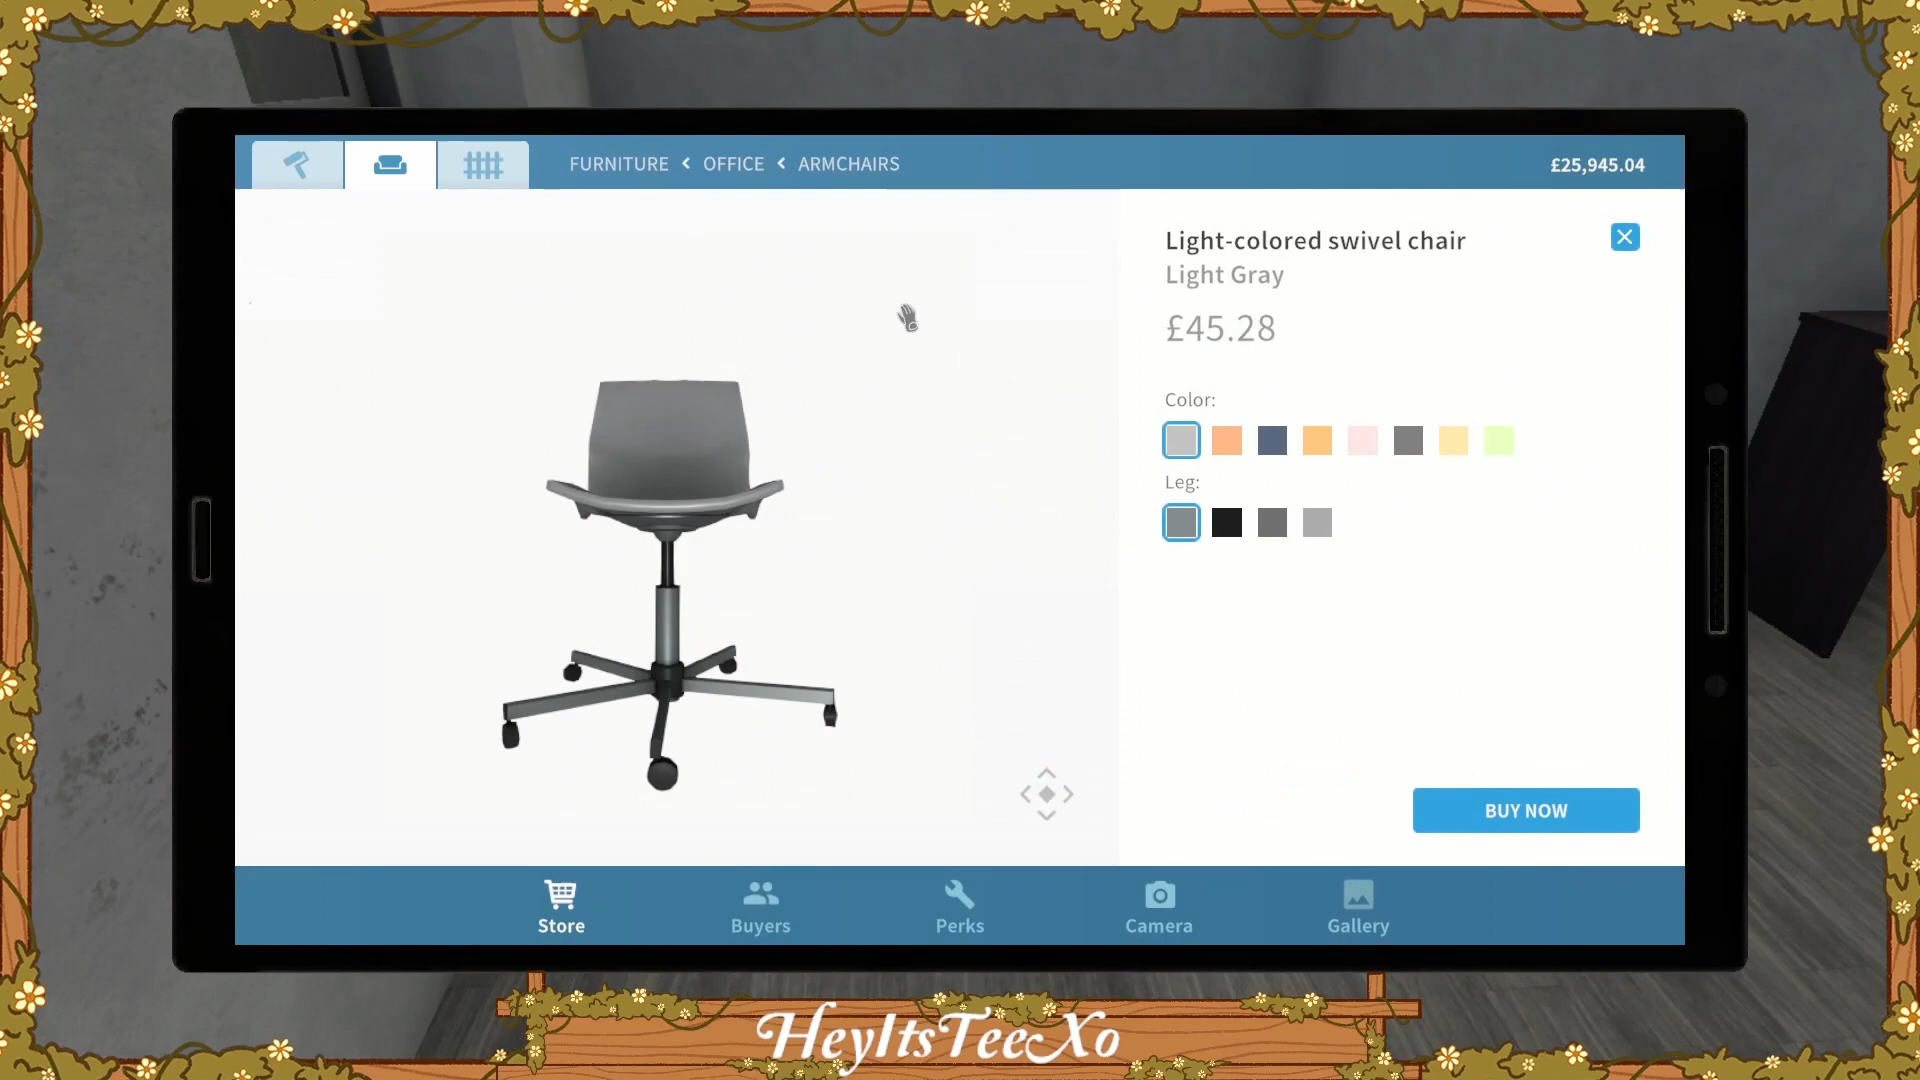 FURNITURE < OFFICE < ARMCHAIRS
£25,945.04
Light-colored swivel chair
Light Gray
£45.28
Color:
Leg:
BUY NOW
Store
Buyers
Perks
Camera
Gallery
HeyItsTeeXo